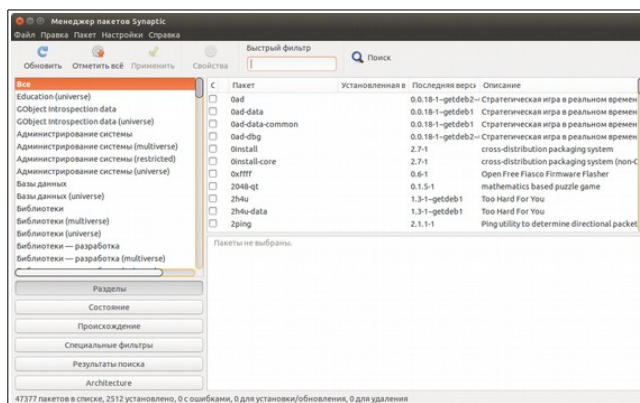 Менеджер пакетов Synaptic
Файл Правка Пакет Настройки Справка
Обновить Отметить всё Применить Свойства
Быстрый фильтр
Поиск
Все
Education (universe)
GObject Introspection data
GObject Introspection data (universe)
Администрирование системы
Администрирование системы (multiverse)
Администрирование системы (restricted)
Администрирование системы (universe)
Базы данных
Базы данных (universe)
Библиотеки
Библиотеки (multiverse)
Библиотеки (universe)
Библиотеки — разработка
Библиотеки — разработка (multiverse)
Разделы
Состояние
Происхождение
Специальные фильтры
Результаты поиска
Architecture
С Пакет Установленная в Последняя верси Описание
0ad 0.0.18-1~getdeb2~ Стратегическая игра в реальном времен
0ad-data 0.0.18-1~getdeb1 Стратегическая игра в реальном времен
0ad-data-common 0.0.18-1~getdeb1 Стратегическая игра в реальном времен
0ad-dbg 0.0.18-1~getdeb2~ Стратегическая игра в реальном времен
0install 2.7-1 cross-distribution packaging system
0install-core 2.7-1 cross-distribution packaging system (non-G
0xffff 0.6-1 Open Free Fiasco Firmware Flasher
2048-qt 0.1.5-1 mathematics based puzzle game
2h4u 1.3-1~getdeb1 Too Hard For You
2h4u-data 1.3-1~getdeb1 Too Hard For You
2ping 2.1.1-1 Ping utility to determine directional packet
Пакеты не выбраны.
47377 пакетов в списке, 2512 установлено, 0 с ошибками, 0 для установки/обновления, 0 для удаления